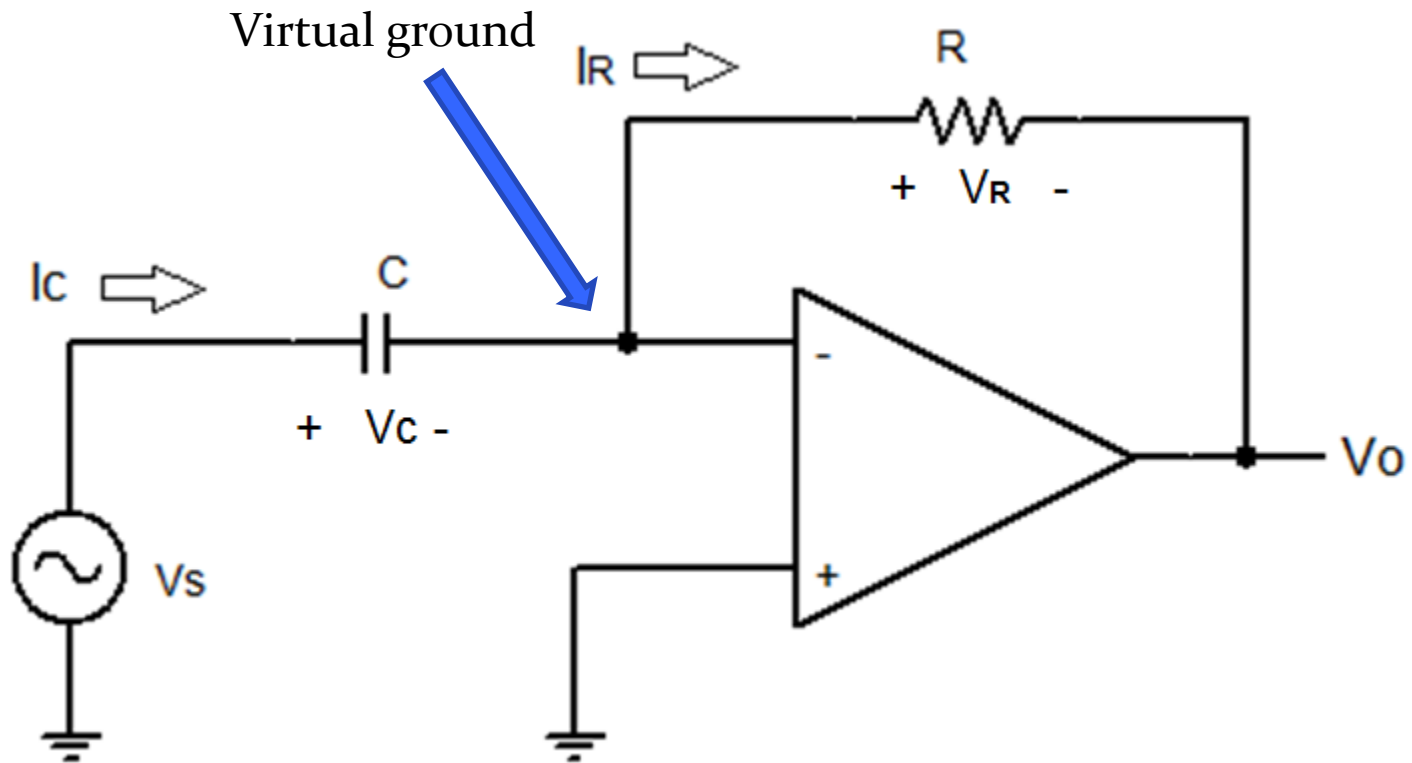 Virtual ground
IR
R
+ VR -
Ic
C
+ Vc -
-
+
Vo
Vs